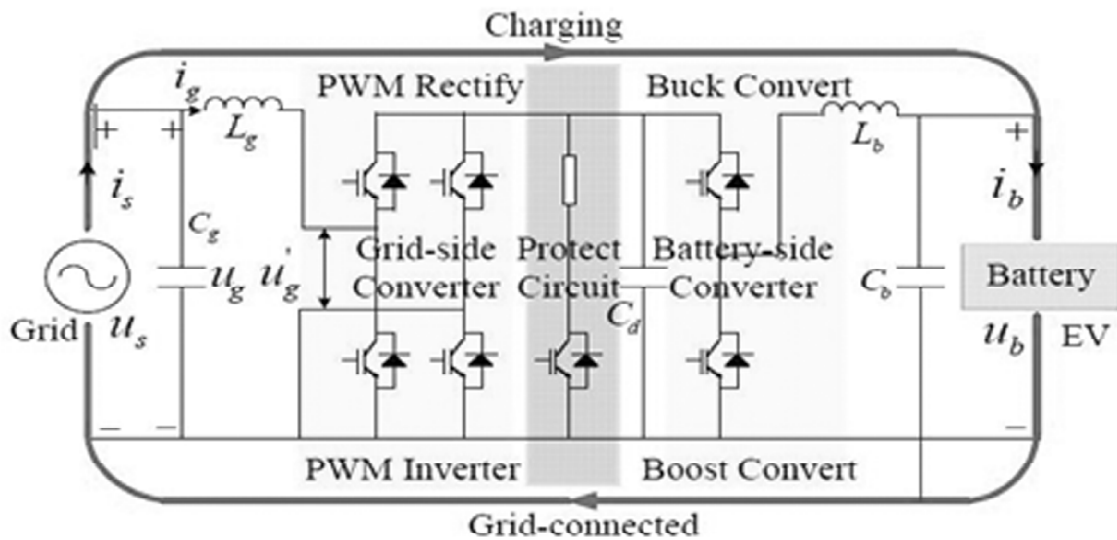 Charging
PWM Rectify
Buck Convert
i_g
L_g
L_b
+ + +
i_s
i_b
C_g
Grid-side
Converter
Protect
Circuit
Battery-side
Converter
u_g
u_g'
C_d
C_b
Battery
Grid
u_s
u_b
EV
− − −
PWM Inverter
Boost Convert
Grid-connected